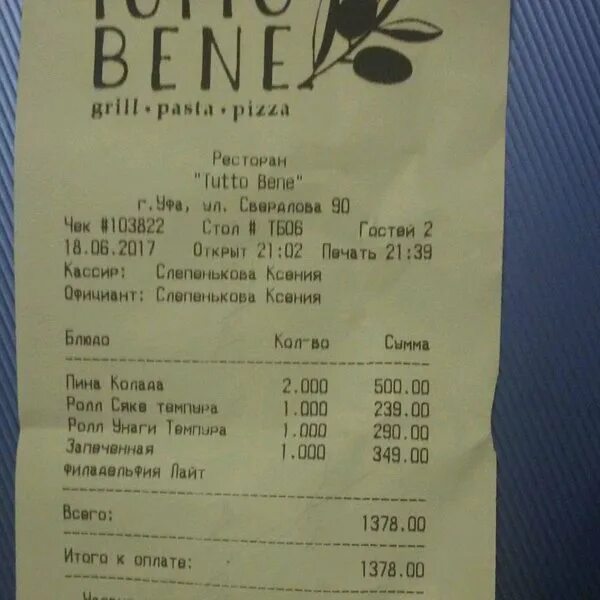 TUTTO
BENE
grill • pasta • pizza
Ресторан
"Tutto Bene"
г.Уфа, ул. Свердлова 90
Чек #103822 Стол # ТБ06 Гостей 2
18.06.2017 Открыт 21:02 Печать 21:39
Кассир: Слепенькова Ксения
Официант: Слепенькова Ксения
Блюдо Кол-во Сумма
Пина Колада 2.000 500.00
Ролл Сяке темпура 1.000 239.00
Ролл Унаги Темпура 1.000 290.00
Запеченная 1.000 349.00
Филадельфия Лайт
Всего: 1378.00
Итого к оплате: 1378.00